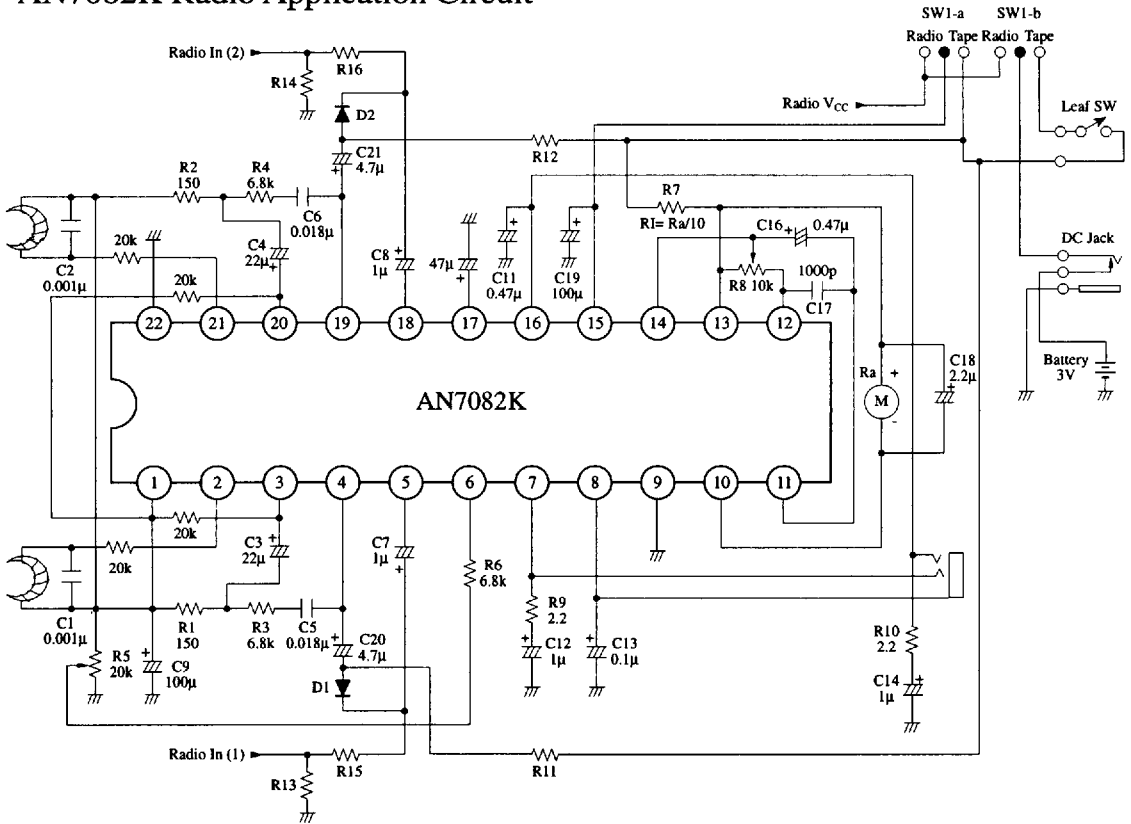 AN7082K Radio Application Circuit
SW1-a SW1-b
Radio Tape Radio Tape
Radio In (2)
R14
R16
D2
Radio VCC
Leaf SW
R12
C21
4.7μ
R2
150
R4
6.8k
C6
0.018μ
R7
RI= Ra/10
C16
+
0.47μ
DC Jack
20k
C4
22μ
+
C2
0.001μ
20k
C8
1μ
+
47μ
+
C11
0.47μ
+
C19
100μ
+
R8 10k
1000p
C17
22
21
20
19
18
17
16
15
14
13
12
AN7082K
Ra
+
M
-
C18
2.2μ
+
Battery
3V
1
2
3
4
5
6
7
8
9
10
11
20k
20k
C3
22μ
+
C7
1μ
+
R6
6.8k
C1
0.001μ
R1
150
R3
6.8k
C5
0.018μ
+
C20
4.7μ
R9
2.2
R5
20k
+
C9
100μ
D1
+
C12
1μ
+
C13
0.1μ
R10
2.2
C14
1μ
+
Radio In (1)
R15
R11
R13